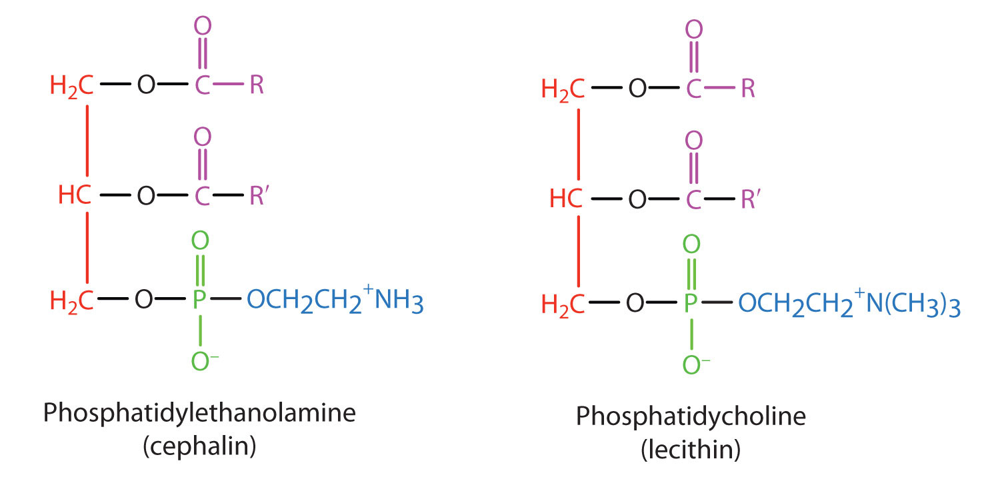 O
H2C O C R
O
HC O C R′
O
H2C O P OCH2CH2+NH3
O−
Phosphatidylethanolamine
(cephalin)
O
H2C O C R
O
HC O C R′
O
H2C O P OCH2CH2+N(CH3)3
O−
Phosphatidycholine
(lecithin)